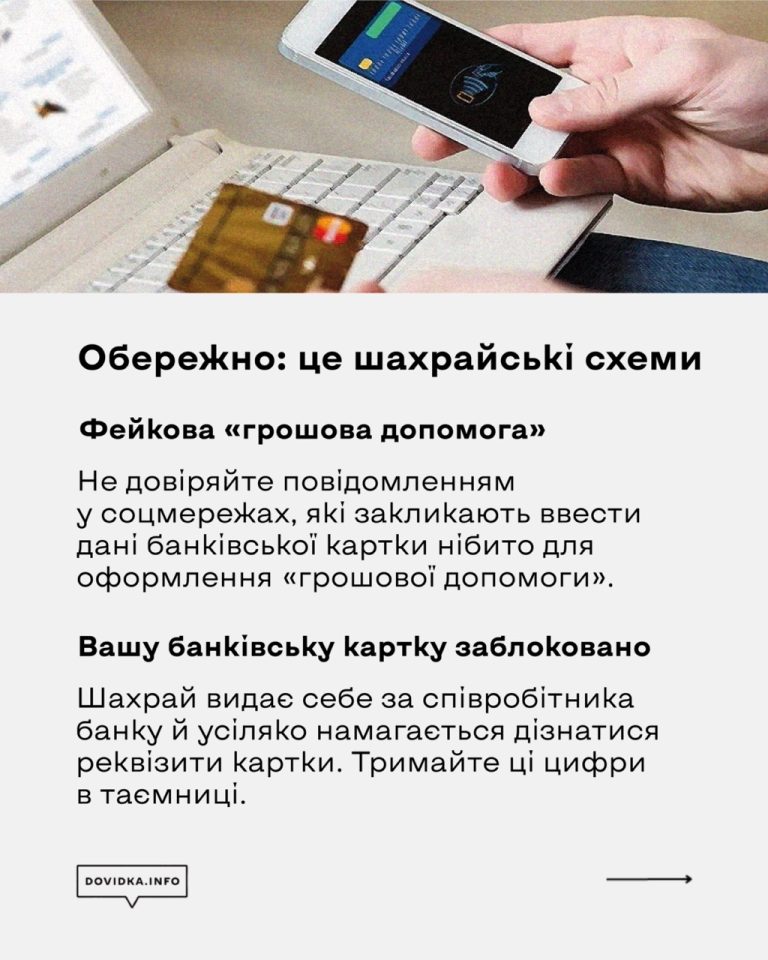 Обережно: це шахрайські схеми
Фейкова «грошова допомога»
Не довіряйте повідомленням
у соцмережах, які закликають ввести
дані банківської картки нібито для
оформлення «грошової допомоги».
Вашу банківську картку заблоковано
Шахрай видає себе за співробітника
банку й усіляко намагається дізнатися
реквізити картки. Тримайте ці цифри
в таємниці.
DOVIDKA.INFO